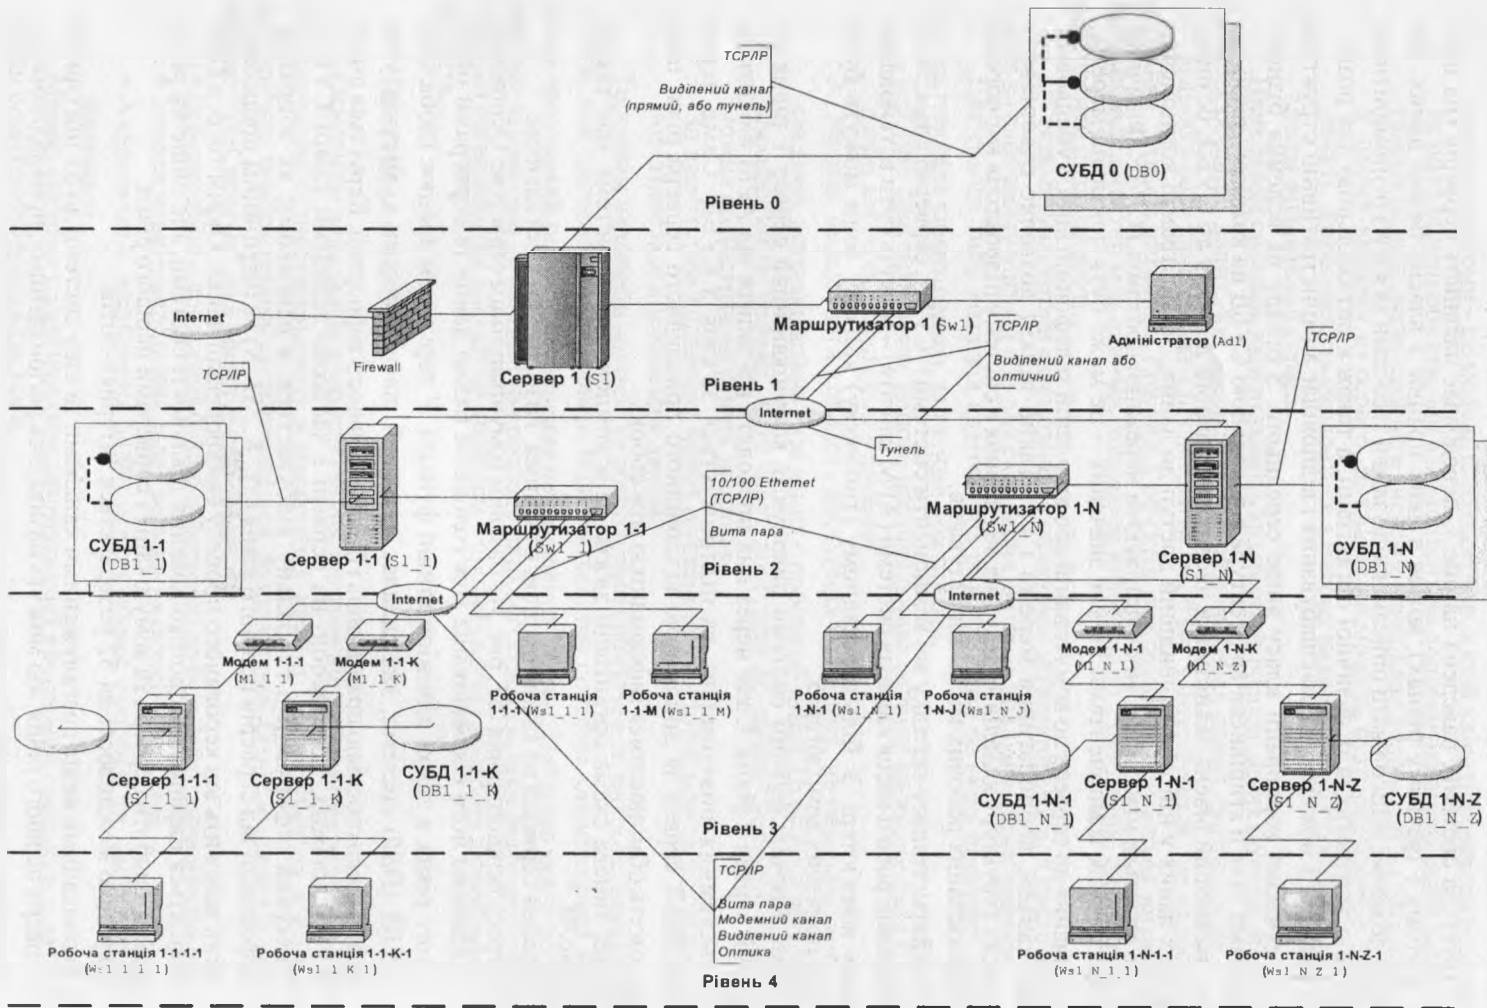 TCP/IP
Виділений канал
(прямий, або тунель)
СУБД 0 (DB0)
Рівень 0
Internet
Firewall
Сервер 1 (S1)
Маршрутизатор 1 (Sw1)
Адміністратор (Ad1)
TCP/IP
Виділений канал або
оптичний
TCP/IP
TCP/IP
Рівень 1
Internet
Тунель
СУБД 1-1
(DB1_1)
Сервер 1-1 (S1_1)
Маршрутизатор 1-1
(Sw1_1)
10/100 Ethernet
(TCP/IP)
Вита пара
Маршрутизатор 1-N
(Sw1_N)
Сервер 1-N
(S1_N)
СУБД 1-N
(DB1_N)
Рівень 2
Internet
Internet
Модем 1-1-1
(M1_1_1)
Модем 1-1-K
(M1_1_K)
Робоча станція
1-1-1 (Ws1_1_1)
Робоча станція
1-1-M (Ws1_1_M)
Робоча станція
1-N-1 (Ws1_N_1)
Робоча станція
1-N-J (Ws1_N_J)
Модем 1-N-1
(M1_N_1)
Модем 1-N-K
(M1_N_Z)
Сервер 1-1-1
(S1_1_1)
Сервер 1-1-K
(S1_1_K)
СУБД 1-1-K
(DB1_1_K)
СУБД 1-N-1
(DB1_N_1)
Сервер 1-N-1
(S1_N_1)
Сервер 1-N-Z
(S1_N_Z)
СУБД 1-N-Z
(DB1_N_Z)
Рівень 3
TCP/IP
Вита пара
Модемний канал
Виділений канал
Оптика
Робоча станція 1-1-1-1
(Ws1_1_1_1)
Робоча станція 1-1-K-1
(Ws1_1_K_1)
Робоча станція 1-N-1-1
(Ws1_N_1_1)
Робоча станція 1-N-Z-1
(Ws1_N_Z_1)
Рівень 4